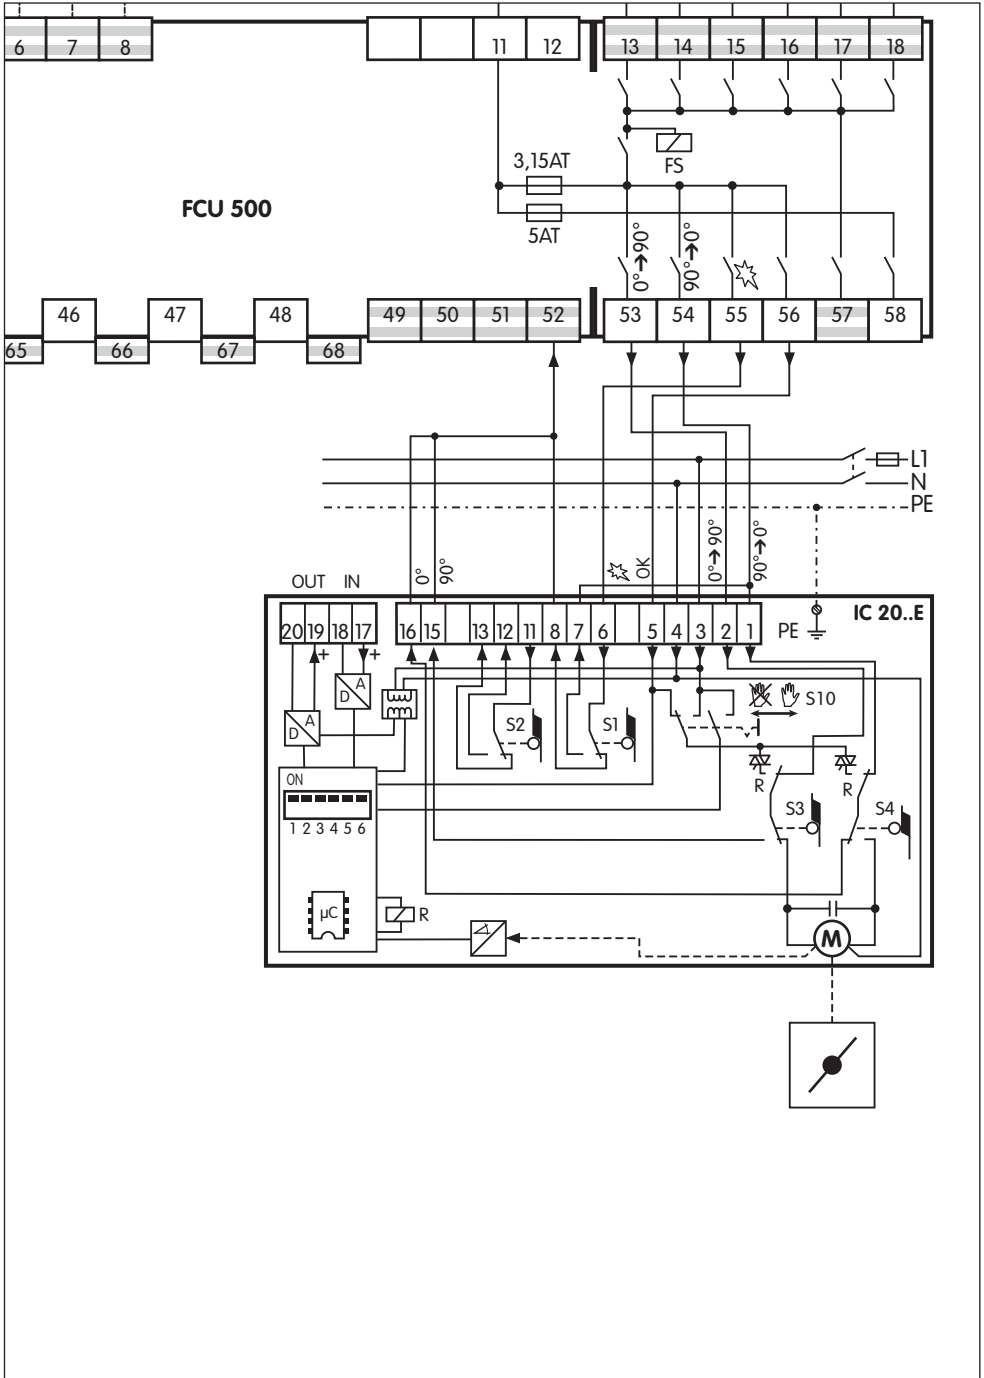 6 7 8 11 12 13 14 15 16 17 18
3,15AT
FS
FCU 500
5AT
0°➔90°
90°➔0°
46 47 48 49 50 51 52 53 54 55 56 57 58
65 66 67 68
L1
N
PE
0°
90°
OK
0°➔90°
90°➔0°
OUT IN
IC 20..E
20 19 18 17 16 15 13 12 11 8 7 6 5 4 3 2 1 PE
+ +
A
D
A
D
S2 S1 S10
ON
R R
1 2 3 4 5 6
S3 S4
µC
R
M